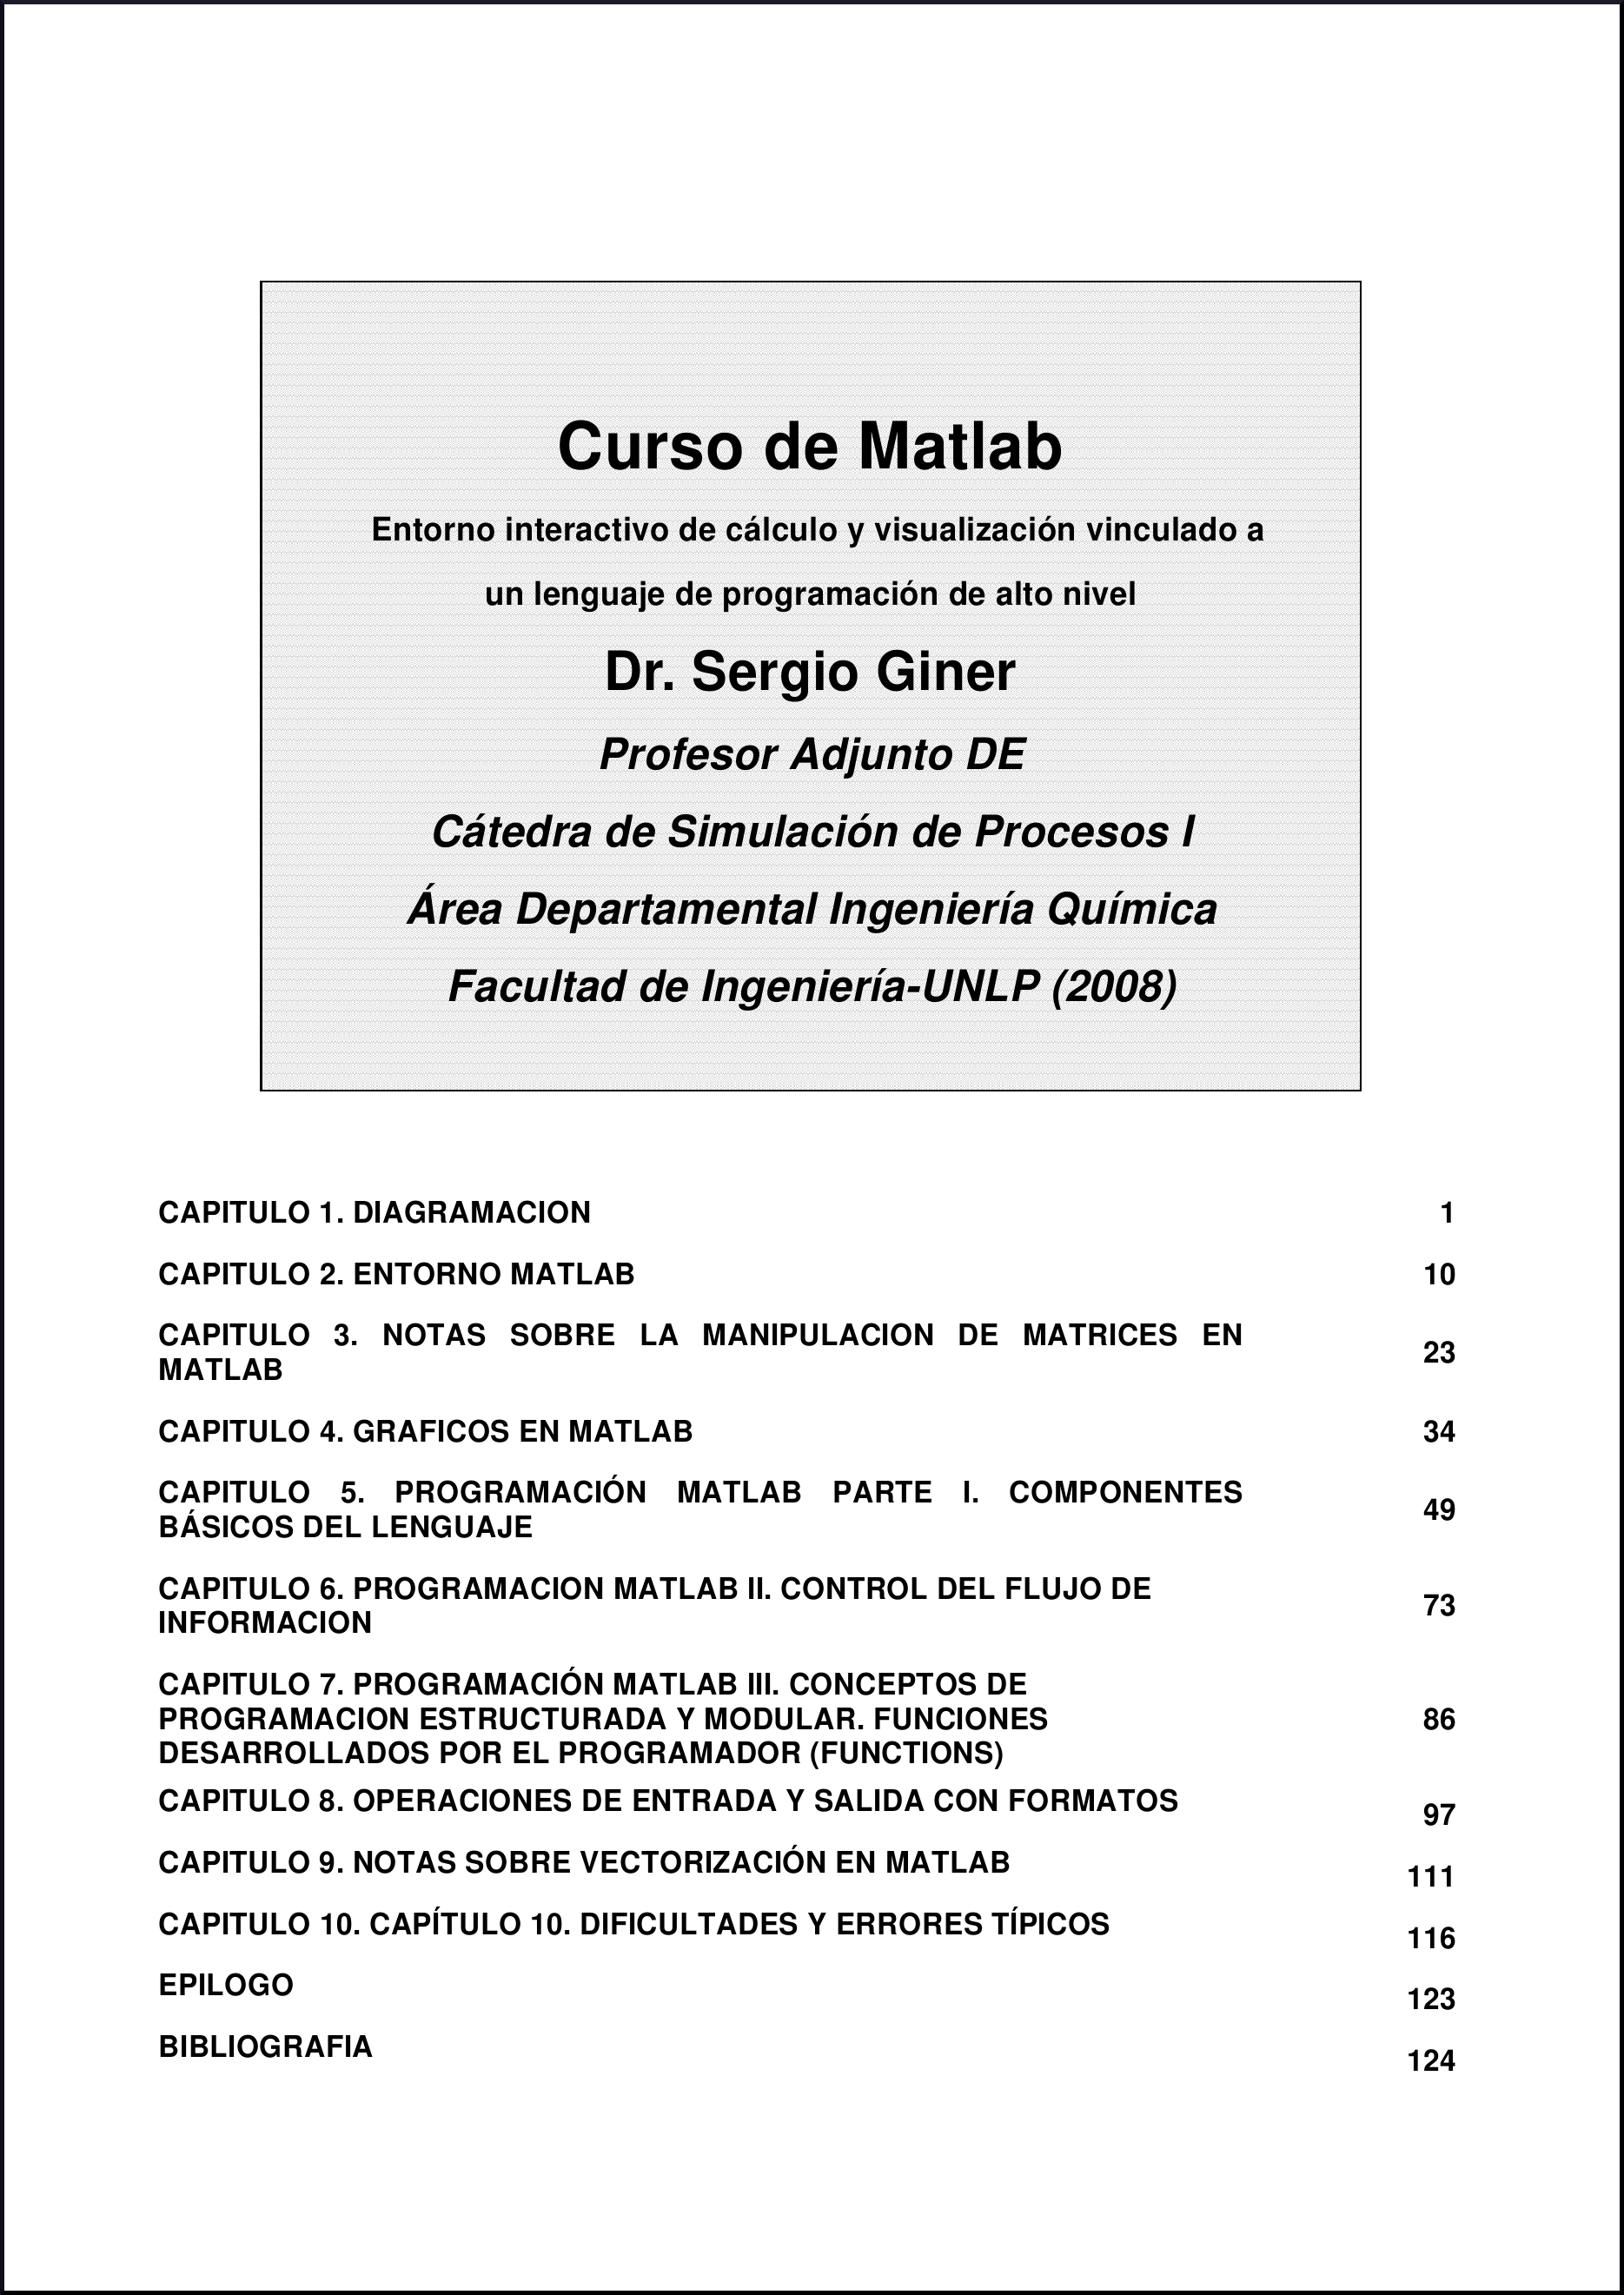 Curso de Matlab
Entorno interactivo de cálculo y visualización vinculado a
un lenguaje de programación de alto nivel
Dr. Sergio Giner
Profesor Adjunto DE
Cátedra de Simulación de Procesos I
Área Departamental Ingeniería Química
Facultad de Ingeniería-UNLP (2008)
CAPITULO 1. DIAGRAMACION 1
CAPITULO 2. ENTORNO MATLAB 10
CAPITULO 3. NOTAS SOBRE LA MANIPULACION DE MATRICES EN
MATLAB 23
CAPITULO 4. GRAFICOS EN MATLAB 34
CAPITULO 5. PROGRAMACIÓN MATLAB PARTE I. COMPONENTES
BÁSICOS DEL LENGUAJE 49
CAPITULO 6. PROGRAMACION MATLAB II. CONTROL DEL FLUJO DE
INFORMACION 73
CAPITULO 7. PROGRAMACIÓN MATLAB III. CONCEPTOS DE
PROGRAMACION ESTRUCTURADA Y MODULAR. FUNCIONES 86
DESARROLLADOS POR EL PROGRAMADOR (FUNCTIONS)
CAPITULO 8. OPERACIONES DE ENTRADA Y SALIDA CON FORMATOS 97
CAPITULO 9. NOTAS SOBRE VECTORIZACIÓN EN MATLAB 111
CAPITULO 10. CAPÍTULO 10. DIFICULTADES Y ERRORES TÍPICOS 116
EPILOGO 123
BIBLIOGRAFIA 124